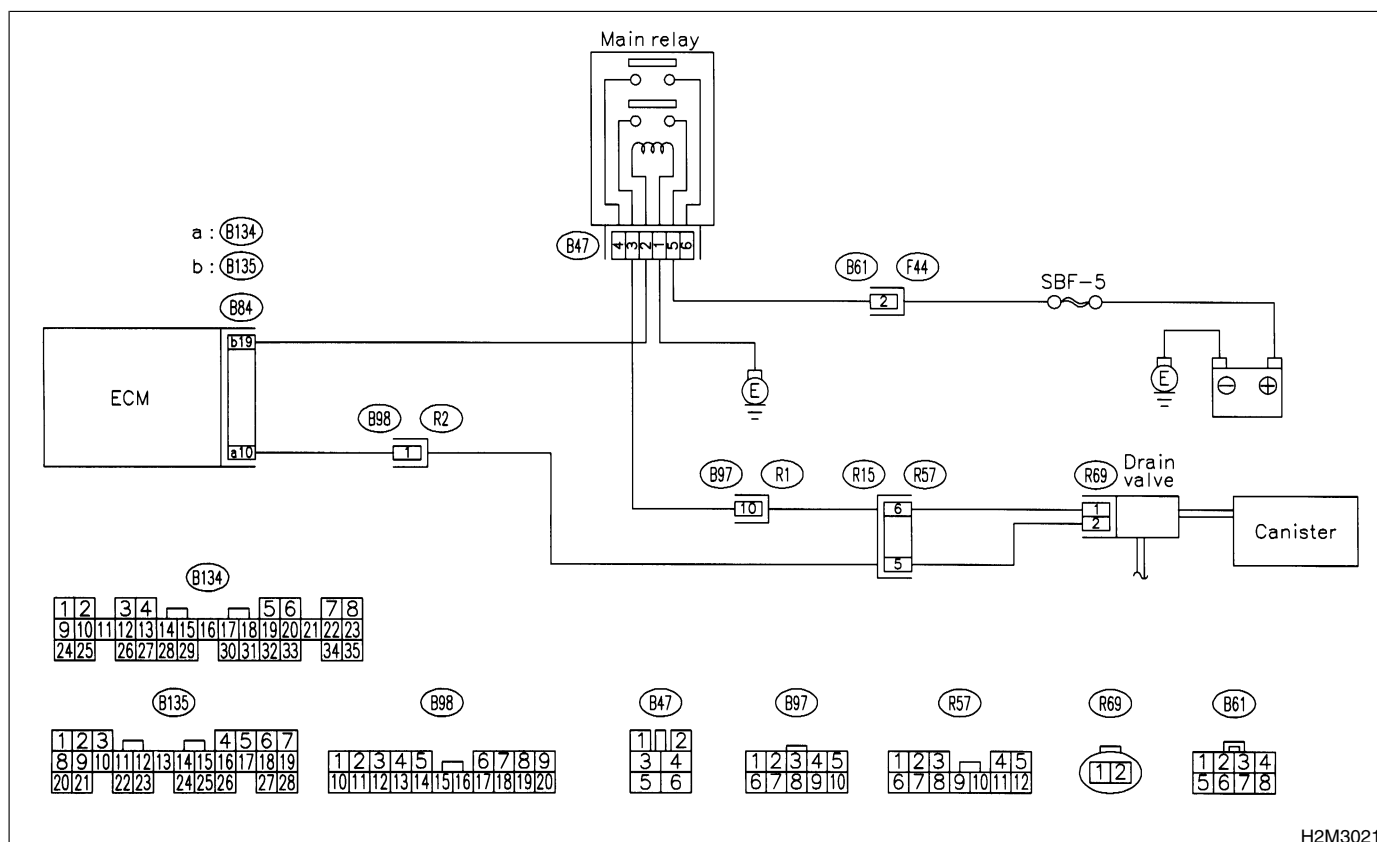 Main relay
4 3 2 1 5 6
B47
a : B134
b : B135
B84
B61 F44
2
SBF-5
b19
ECM
E
E
⊖ ⊕
B98 R2
a10
1
B97 R1
10
R15 R57
6
5
R69
Drain
valve
1
2
Canister
B134
1 2 3 4 5 6 7 8
9 10 11 12 13 14 15 16 17 18 19 20 21 22 23
24 25 26 27 28 29 30 31 32 33 34 35
B135
1 2 3 4 5 6 7
8 9 10 11 12 13 14 15 16 17 18 19
20 21 22 23 24 25 26 27 28
B98
1 2 3 4 5 6 7 8 9
10 11 12 13 14 15 16 17 18 19 20
B47
1 2
3 4
5 6
B97
1 2 3 4 5
6 7 8 9 10
R57
1 2 3 4 5
6 7 8 9 10 11 12
R69
1 2
B61
1 2 3 4
5 6 7 8
H2M3021